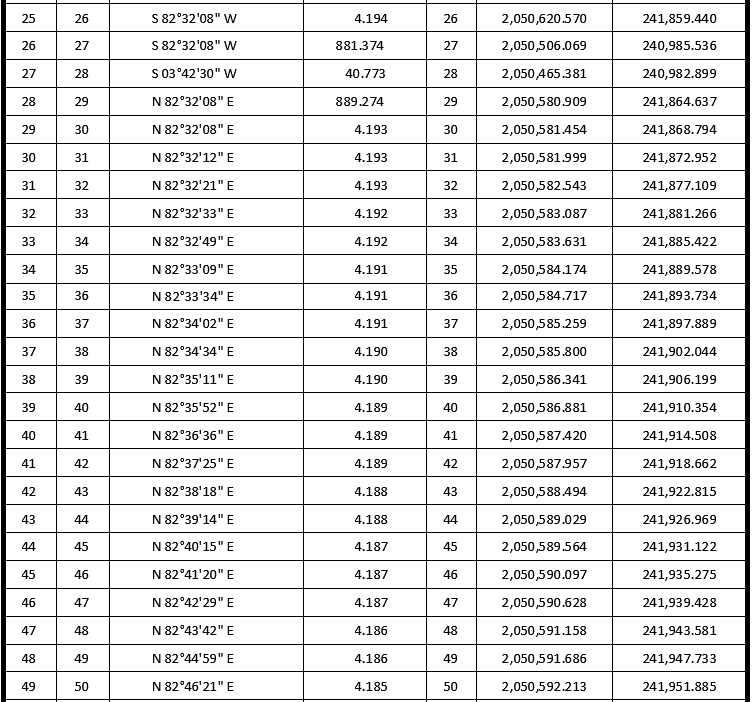 25 26 S 82°32'08" W 4.194 26 2,050,620.570 241,859.440
26 27 S 82°32'08" W 881.374 27 2,050,506.069 240,985.536
27 28 S 03°42'30" W 40.773 28 2,050,465.381 240,982.899
28 29 N 82°32'08" E 889.274 29 2,050,580.909 241,864.637
29 30 N 82°32'08" E 4.193 30 2,050,581.454 241,868.794
30 31 N 82°32'12" E 4.193 31 2,050,581.999 241,872.952
31 32 N 82°32'21" E 4.193 32 2,050,582.543 241,877.109
32 33 N 82°32'33" E 4.192 33 2,050,583.087 241,881.266
33 34 N 82°32'49" E 4.192 34 2,050,583.631 241,885.422
34 35 N 82°33'09" E 4.191 35 2,050,584.174 241,889.578
35 36 N 82°33'34" E 4.191 36 2,050,584.717 241,893.734
36 37 N 82°34'02" E 4.191 37 2,050,585.259 241,897.889
37 38 N 82°34'34" E 4.190 38 2,050,585.800 241,902.044
38 39 N 82°35'11" E 4.190 39 2,050,586.341 241,906.199
39 40 N 82°35'52" E 4.189 40 2,050,586.881 241,910.354
40 41 N 82°36'36" E 4.189 41 2,050,587.420 241,914.508
41 42 N 82°37'25" E 4.189 42 2,050,587.957 241,918.662
42 43 N 82°38'18" E 4.188 43 2,050,588.494 241,922.815
43 44 N 82°39'14" E 4.188 44 2,050,589.029 241,926.969
44 45 N 82°40'15" E 4.187 45 2,050,589.564 241,931.122
45 46 N 82°41'20" E 4.187 46 2,050,590.097 241,935.275
46 47 N 82°42'29" E 4.187 47 2,050,590.628 241,939.428
47 48 N 82°43'42" E 4.186 48 2,050,591.158 241,943.581
48 49 N 82°44'59" E 4.186 49 2,050,591.686 241,947.733
49 50 N 82°46'21" E 4.185 50 2,050,592.213 241,951.885